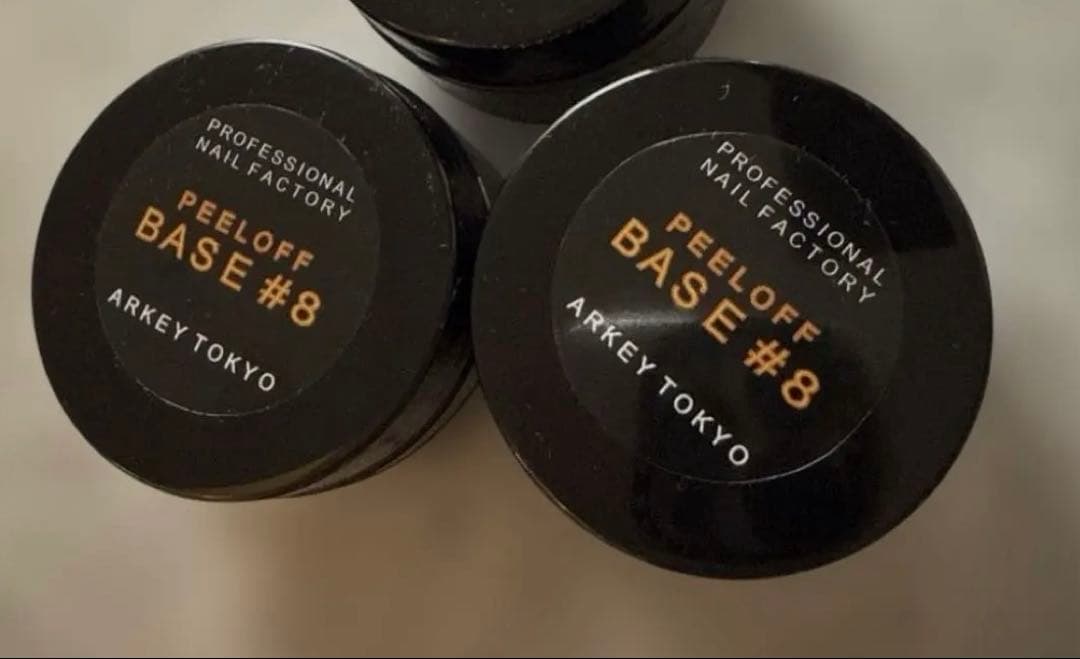 PROFESSIONAL
NAIL FACTORY
PEELOFF
BASE #8
ARKEY TOKYO
PROFESSIONAL
NAIL FACTORY
PEELOFF
BASE #8
ARKEY TOKYO